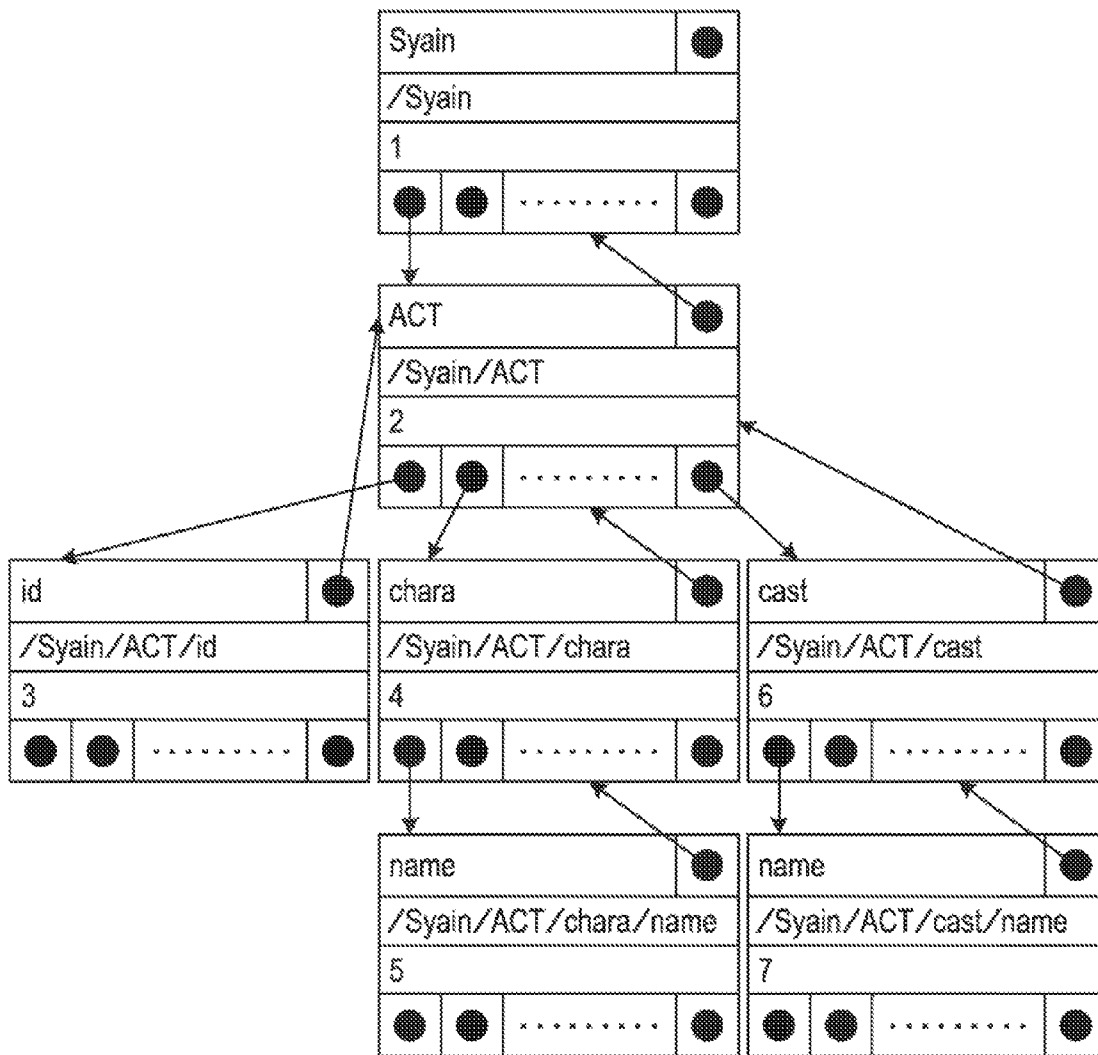 Syain
/Syain
1
.........
ACT
/Syain/ACT
2
.........
id
/Syain/ACT/id
3
.........
chara
/Syain/ACT/chara
4
.........
cast
/Syain/ACT/cast
6
.........
name
/Syain/ACT/chara/name
5
.........
name
/Syain/ACT/cast/name
7
.........